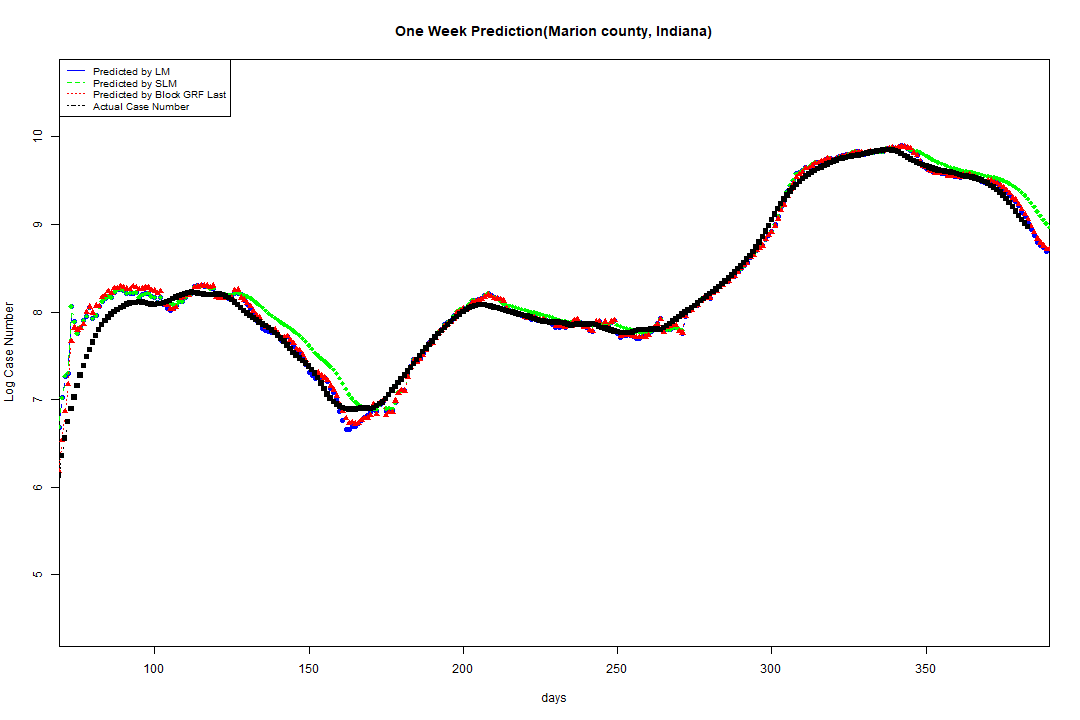 One Week Prediction(Marion county, Indiana)
Predicted by LM
Predicted by SLM
Predicted by Block GRF Last
Actual Case Number
Log Case Number
10
9
8
7
6
5
100 150 200 250 300 350
days